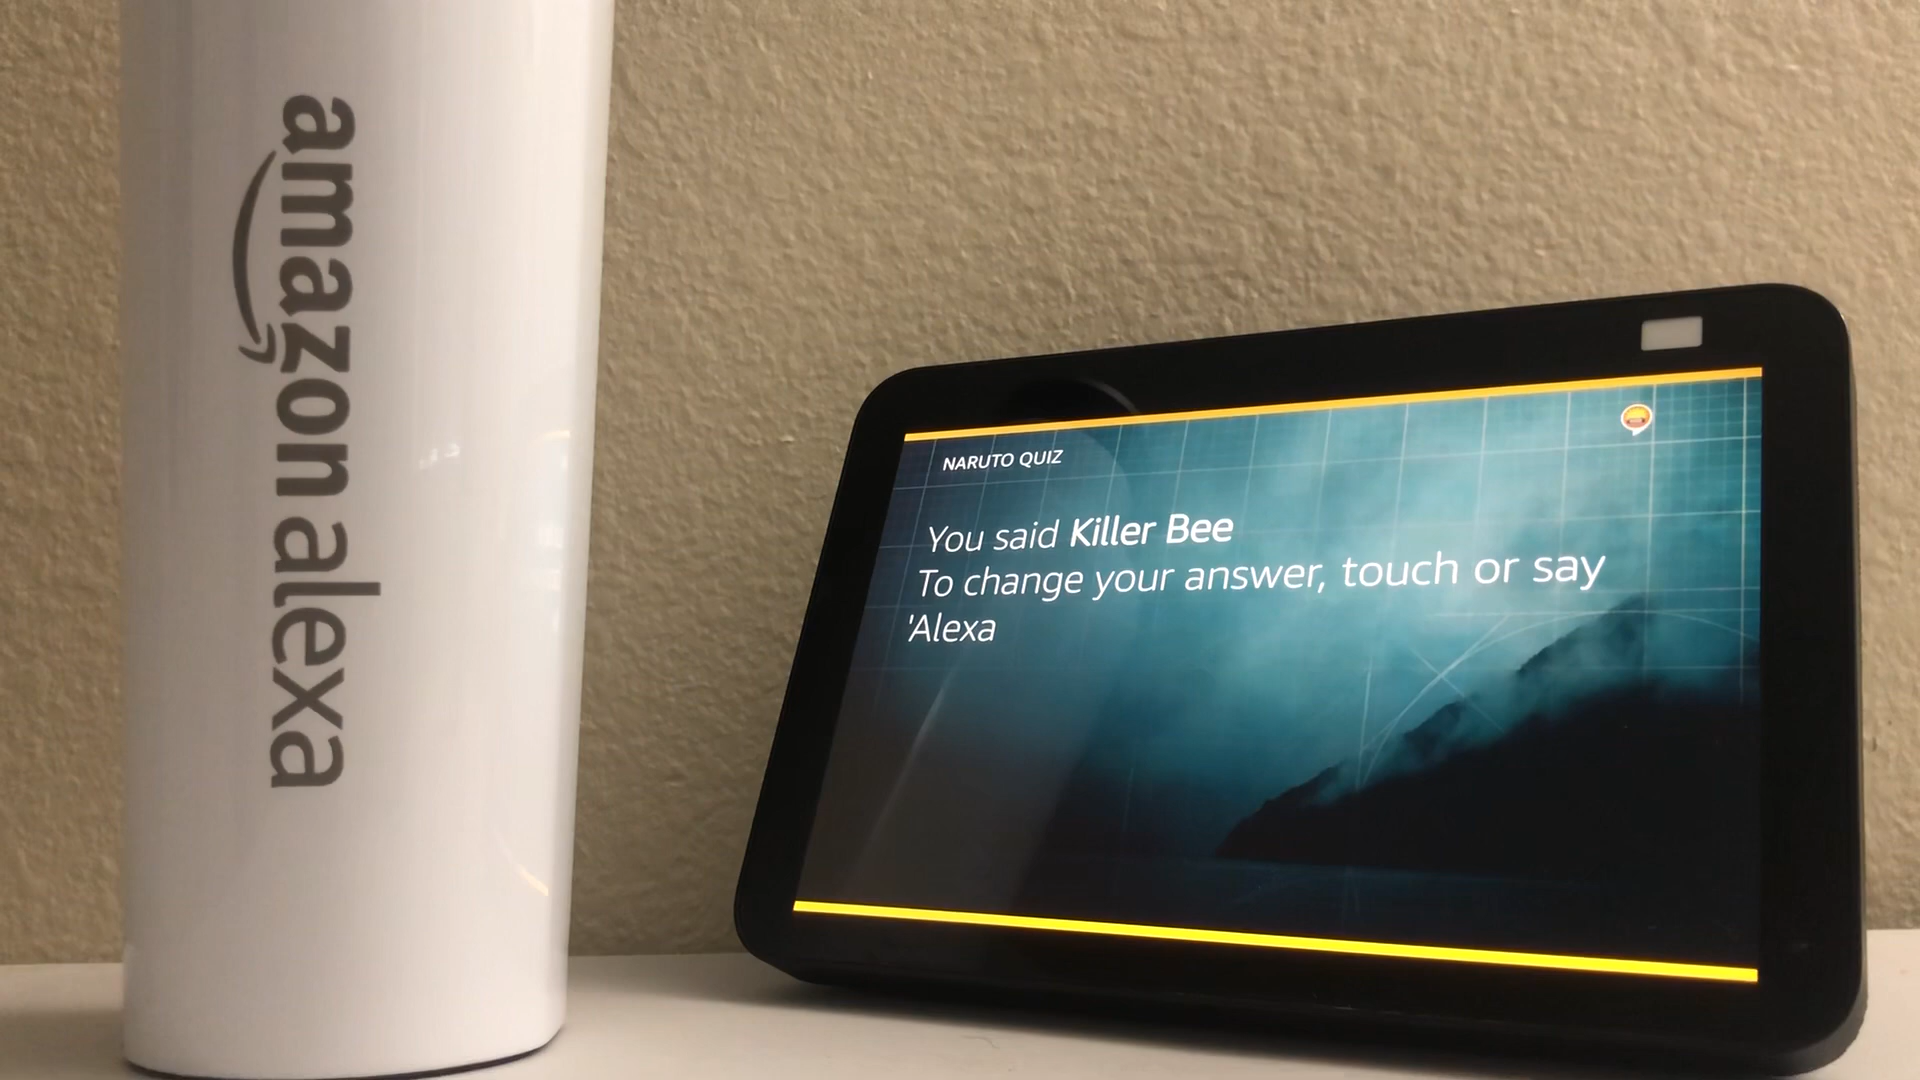 amazon alexa
NARUTO QUIZ
You said Killer Bee
To change your answer, touch or say
'Alexa